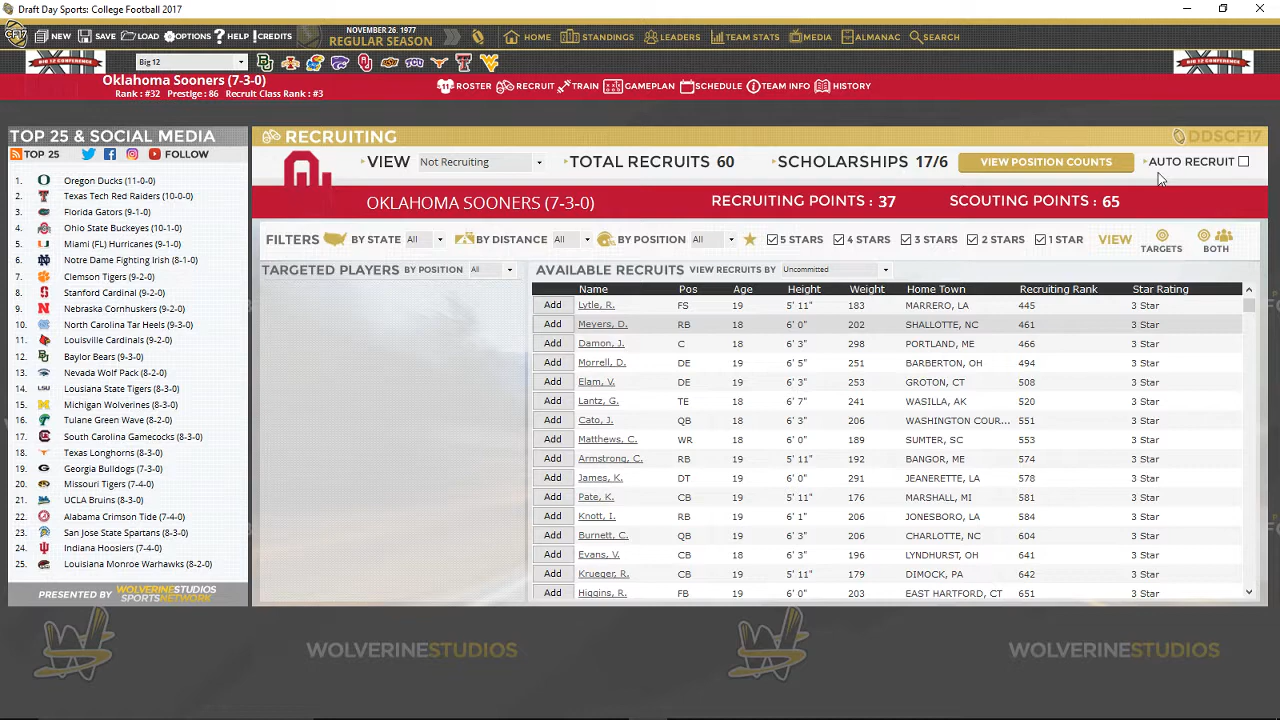 Draft Day Sports: College Football 2017
NEW SAVE LOAD OPTIONS HELP CREDITS NOVEMBER 26, 1977 REGULAR SEASON HOME STANDINGS LEADERS TEAM STATS MEDIA ALMANAC SEARCH
BIG 12 CONFERENCE Big 12 BIG 12 CONFERENCE
Oklahoma Sooners (7-3-0)
Rank : #32 Prestige : 86 Recruit Class Rank : #3
ROSTER RECRUIT TRAIN GAMEPLAN SCHEDULE TEAM INFO HISTORY
TOP 25 & SOCIAL MEDIA
TOP 25 FOLLOW
1. Oregon Ducks (11-0-0)
2. Texas Tech Red Raiders (10-0-0)
3. Florida Gators (9-1-0)
4. Ohio State Buckeyes (10-1-0)
5. Miami (FL) Hurricanes (9-1-0)
6. Notre Dame Fighting Irish (8-1-0)
7. Clemson Tigers (9-2-0)
8. Stanford Cardinal (9-2-0)
9. Nebraska Cornhuskers (9-2-0)
10. North Carolina Tar Heels (9-3-0)
11. Louisville Cardinals (9-2-0)
12. Baylor Bears (9-3-0)
13. Nevada Wolf Pack (8-2-0)
14. Louisiana State Tigers (8-3-0)
15. Michigan Wolverines (8-3-0)
16. Tulane Green Wave (8-2-0)
17. South Carolina Gamecocks (8-3-0)
18. Texas Longhorns (8-3-0)
19. Georgia Bulldogs (7-3-0)
20. Missouri Tigers (7-4-0)
21. UCLA Bruins (8-3-0)
22. Alabama Crimson Tide (7-4-0)
23. San Jose State Spartans (8-3-0)
24. Indiana Hoosiers (7-4-0)
25. Louisiana Monroe Warhawks (8-2-0)
PRESENTED BY WOLVERINE STUDIOS SPORTS NETWORK
RECRUITING DDSCF17
VIEW Not Recruiting TOTAL RECRUITS 60 SCHOLARSHIPS 17/6 VIEW POSITION COUNTS AUTO RECRUIT
OKLAHOMA SOONERS (7-3-0) RECRUITING POINTS : 37 SCOUTING POINTS : 65
FILTERS BY STATE All BY DISTANCE All BY POSITION All 5 STARS 4 STARS 3 STARS 2 STARS 1 STAR VIEW TARGETS BOTH
TARGETED PLAYERS BY POSITION All AVAILABLE RECRUITS VIEW RECRUITS BY Uncommitted
Name Pos Age Height Weight Home Town Recruiting Rank Star Rating
Add Lytle, R. FS 19 5' 11" 183 MARRERO, LA 445 3 Star
Add Meyers, D. RB 18 6' 0" 202 SHALLOTTE, NC 461 3 Star
Add Damon, J. C 18 6' 3" 298 PORTLAND, ME 466 3 Star
Add Morrell, D. DE 19 6' 5" 251 BARBERTON, OH 494 3 Star
Add Elam, V. DE 19 6' 3" 253 GROTON, CT 508 3 Star
Add Lantz, G. TE 18 6' 7" 241 WASILLA, AK 520 3 Star
Add Cato, J. QB 18 6' 3" 206 WASHINGTON COUR... 551 3 Star
Add Matthews, C. WR 18 6' 0" 189 SUMTER, SC 553 3 Star
Add Armstrong, C. RB 19 5' 11" 192 BANGOR, ME 574 3 Star
Add James, K. DT 19 6' 0" 291 JEANERETTE, LA 578 3 Star
Add Pate, K. CB 19 5' 11" 176 MARSHALL, MI 581 3 Star
Add Knott, I. RB 19 6' 1" 206 JONESBORO, LA 584 3 Star
Add Burnett, C. QB 19 6' 3" 206 CHARLOTTE, NC 604 3 Star
Add Evans, V. CB 18 6' 3" 196 LYNDHURST, OH 641 3 Star
Add Krueger, R. CB 19 5' 11" 193 DIMOCK, PA 642 3 Star
Add Higgins, R. FB 19 6' 0" 203 EAST HARTFORD, CT 651 3 Star
WOLVERINESTUDIOS WOLVERINESTUDIOS